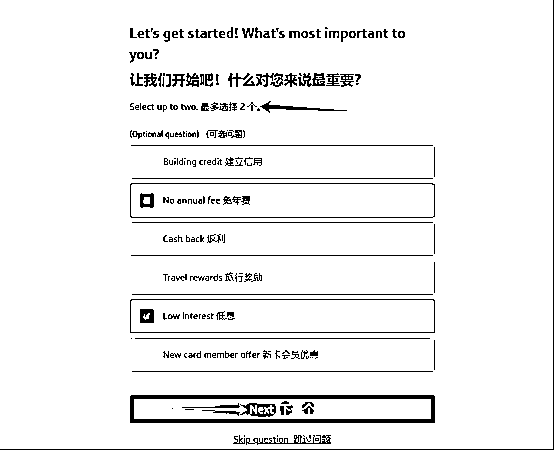 Let's get started! What's most important to
you?
让我们开始吧！什么对您来说最重要？
Select up to two. 最多选择 2 个。
(Optional question) （可选问题）
Building credit 建立信用
No annual fee 免年费
Cash back 返利
Travel rewards 旅行奖励
Low interest 低息
New card member offer 新卡会员优惠
Next 下 个
Skip question 跳过问题